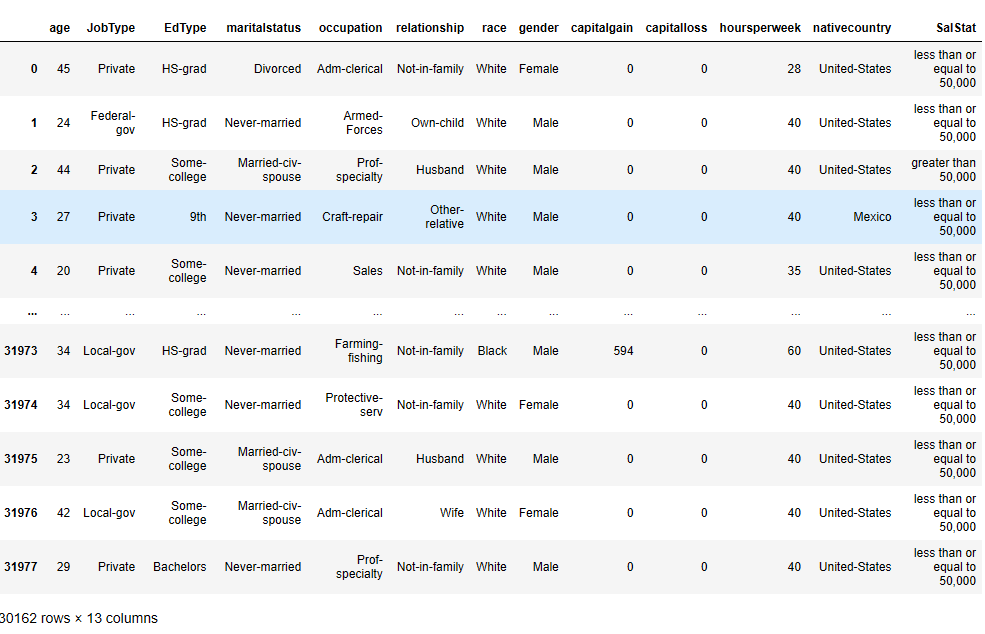 age JobType EdType maritalstatus occupation relationship race gender capitalgain capitalloss hoursperweek nativecountry SalStat
0 45 Private HS-grad Divorced Adm-clerical Not-in-family White Female 0 0 28 United-States less than or equal to 50,000
1 24 Federal-gov HS-grad Never-married Armed-Forces Own-child White Male 0 0 40 United-States less than or equal to 50,000
2 44 Private Some-college Married-civ-spouse Prof-specialty Husband White Male 0 0 40 United-States greater than 50,000
3 27 Private 9th Never-married Craft-repair Other-relative White Male 0 0 40 Mexico less than or equal to 50,000
4 20 Private Some-college Never-married Sales Not-in-family White Male 0 0 35 United-States less than or equal to 50,000
... ... ... ... ... ... ... ... ... ... ... ... ... ...
31973 34 Local-gov HS-grad Never-married Farming-fishing Not-in-family Black Male 594 0 60 United-States less than or equal to 50,000
31974 34 Local-gov Some-college Never-married Protective-serv Not-in-family White Female 0 0 40 United-States less than or equal to 50,000
31975 23 Private Some-college Married-civ-spouse Adm-clerical Husband White Male 0 0 40 United-States less than or equal to 50,000
31976 42 Local-gov Some-college Married-civ-spouse Adm-clerical Wife White Female 0 0 40 United-States less than or equal to 50,000
31977 29 Private Bachelors Never-married Prof-specialty Not-in-family White Male 0 0 40 United-States less than or equal to 50,000
30162 rows × 13 columns